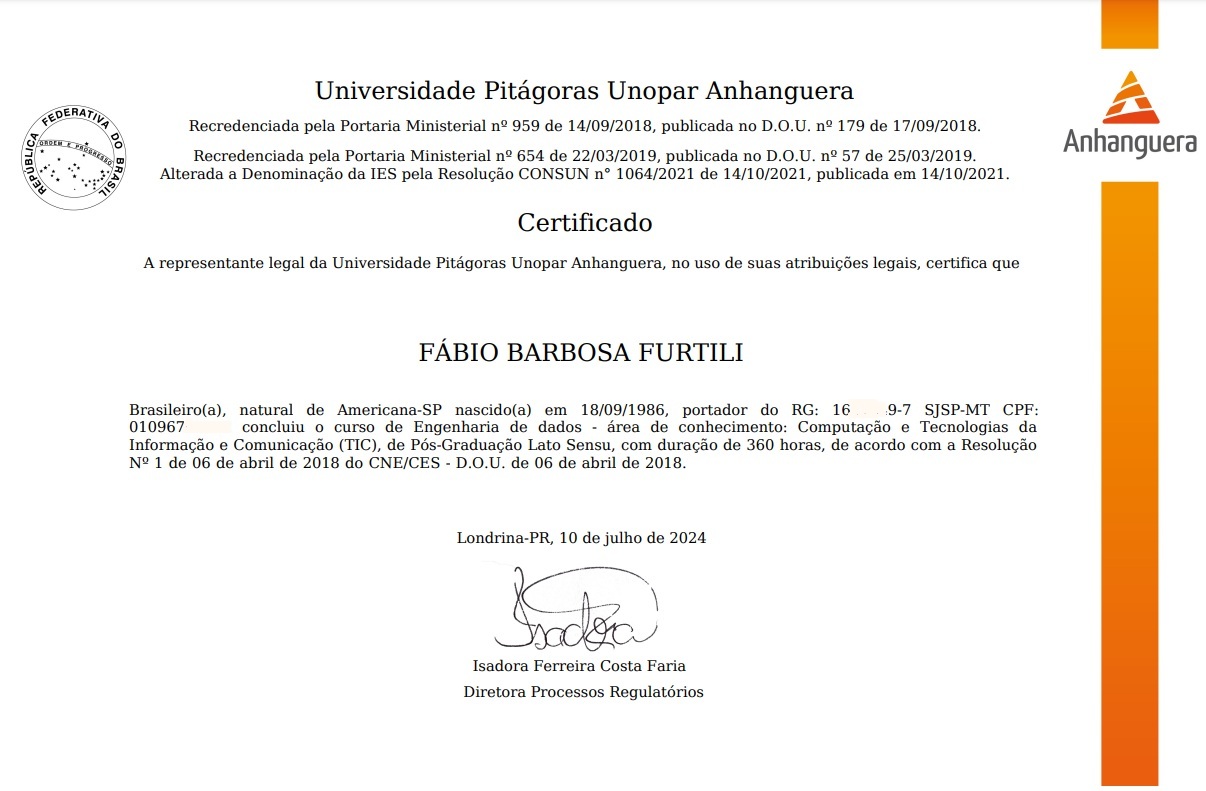 Universidade Pitágoras Unopar Anhanguera
Recredenciada pela Portaria Ministerial nº 959 de 14/09/2018, publicada no D.O.U. nº 179 de 17/09/2018.
REPÚBLICA FEDERATIVA DO BRASIL
ORDEM E PROGRESSO
Anhanguera
Recredenciada pela Portaria Ministerial nº 654 de 22/03/2019, publicada no D.O.U. nº 57 de 25/03/2019.
Alterada a Denominação da IES pela Resolução CONSUN n° 1064/2021 de 14/10/2021, publicada em 14/10/2021.
Certificado
A representante legal da Universidade Pitágoras Unopar Anhanguera, no uso de suas atribuições legais, certifica que
FÁBIO BARBOSA FURTILI
Brasileiro(a), natural de Americana-SP nascido(a) em 18/09/1986, portador do RG: 16 9-7 SJSP-MT CPF:
010967 concluiu o curso de Engenharia de dados - área de conhecimento: Computação e Tecnologias da
Informação e Comunicação (TIC), de Pós-Graduação Lato Sensu, com duração de 360 horas, de acordo com a Resolução
Nº 1 de 06 de abril de 2018 do CNE/CES - D.O.U. de 06 de abril de 2018.
Londrina-PR, 10 de julho de 2024
Isadora
Isadora Ferreira Costa Faria
Diretora Processos Regulatórios